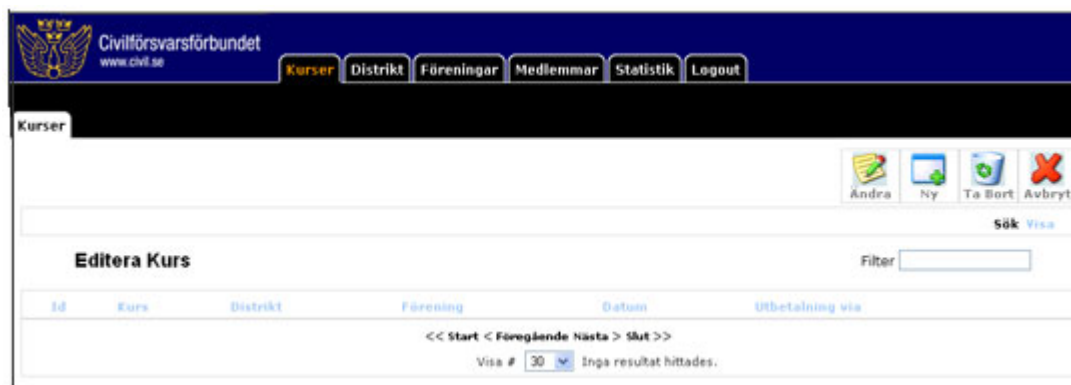 Civilförsvarsförbundet
www.civil.se
Kurser Distrikt Föreningar Medlemmar Statistik Logout
Kurser
Ändra Ny Ta Bort Avbryt
Sök Visa
Editera Kurs Filter
Id Kurs Distrikt Förening Datum Utbetalning via
<< Start < Föregående Nästa > Slut >>
Visa # 30 Inga resultat hittades.